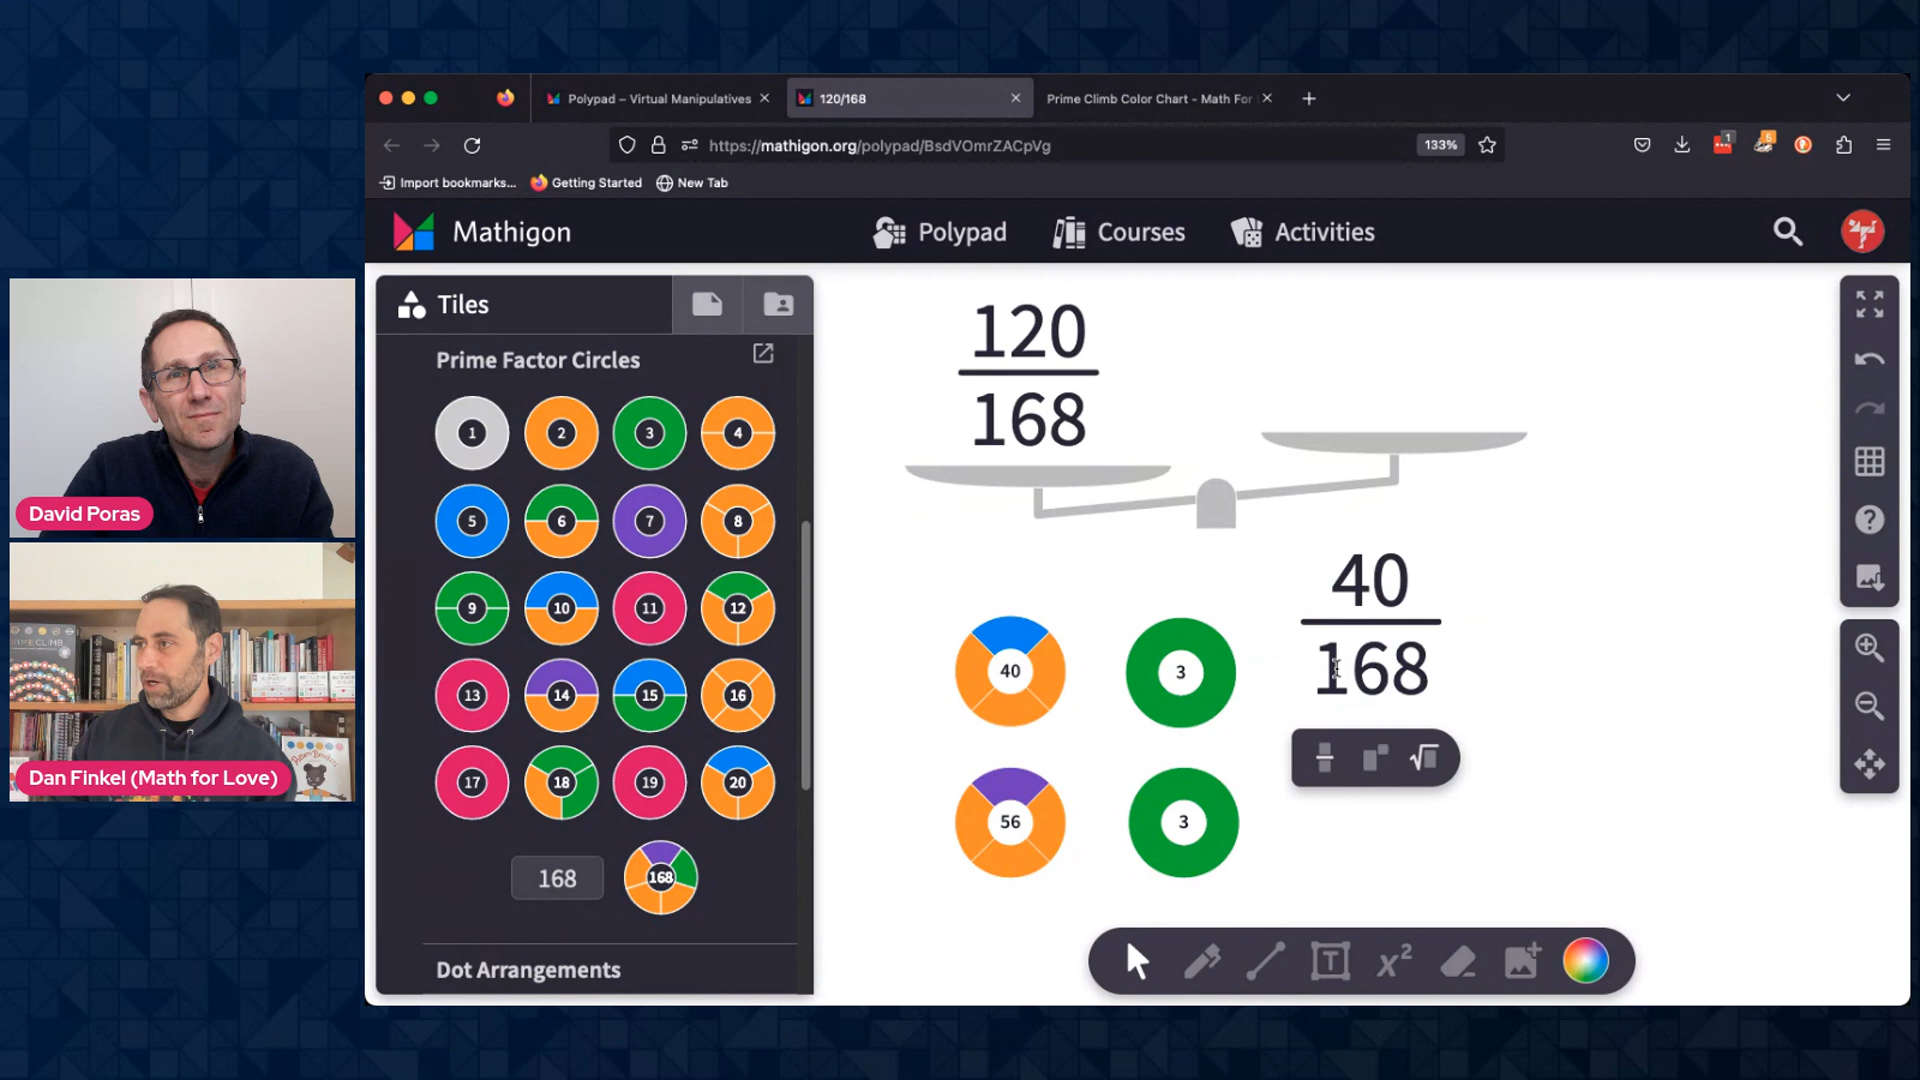 Polypad – Virtual Manipulatives
120/168
Prime Climb Color Chart - Math For
https://mathigon.org/polypad/BsdVOmrZACpVg
133%
1
5
Import bookmarks...
Getting Started
New Tab
Mathigon
Polypad
Courses
Activities
Tiles
Prime Factor Circles
1 2 3 4
5 6 7 8
9 10 11 12
13 14 15 16
17 18 19 20
168 168
Dot Arrangements
120
168
40
168
40 3
56 3
T x²
David Poras
Dan Finkel (Math for Love)